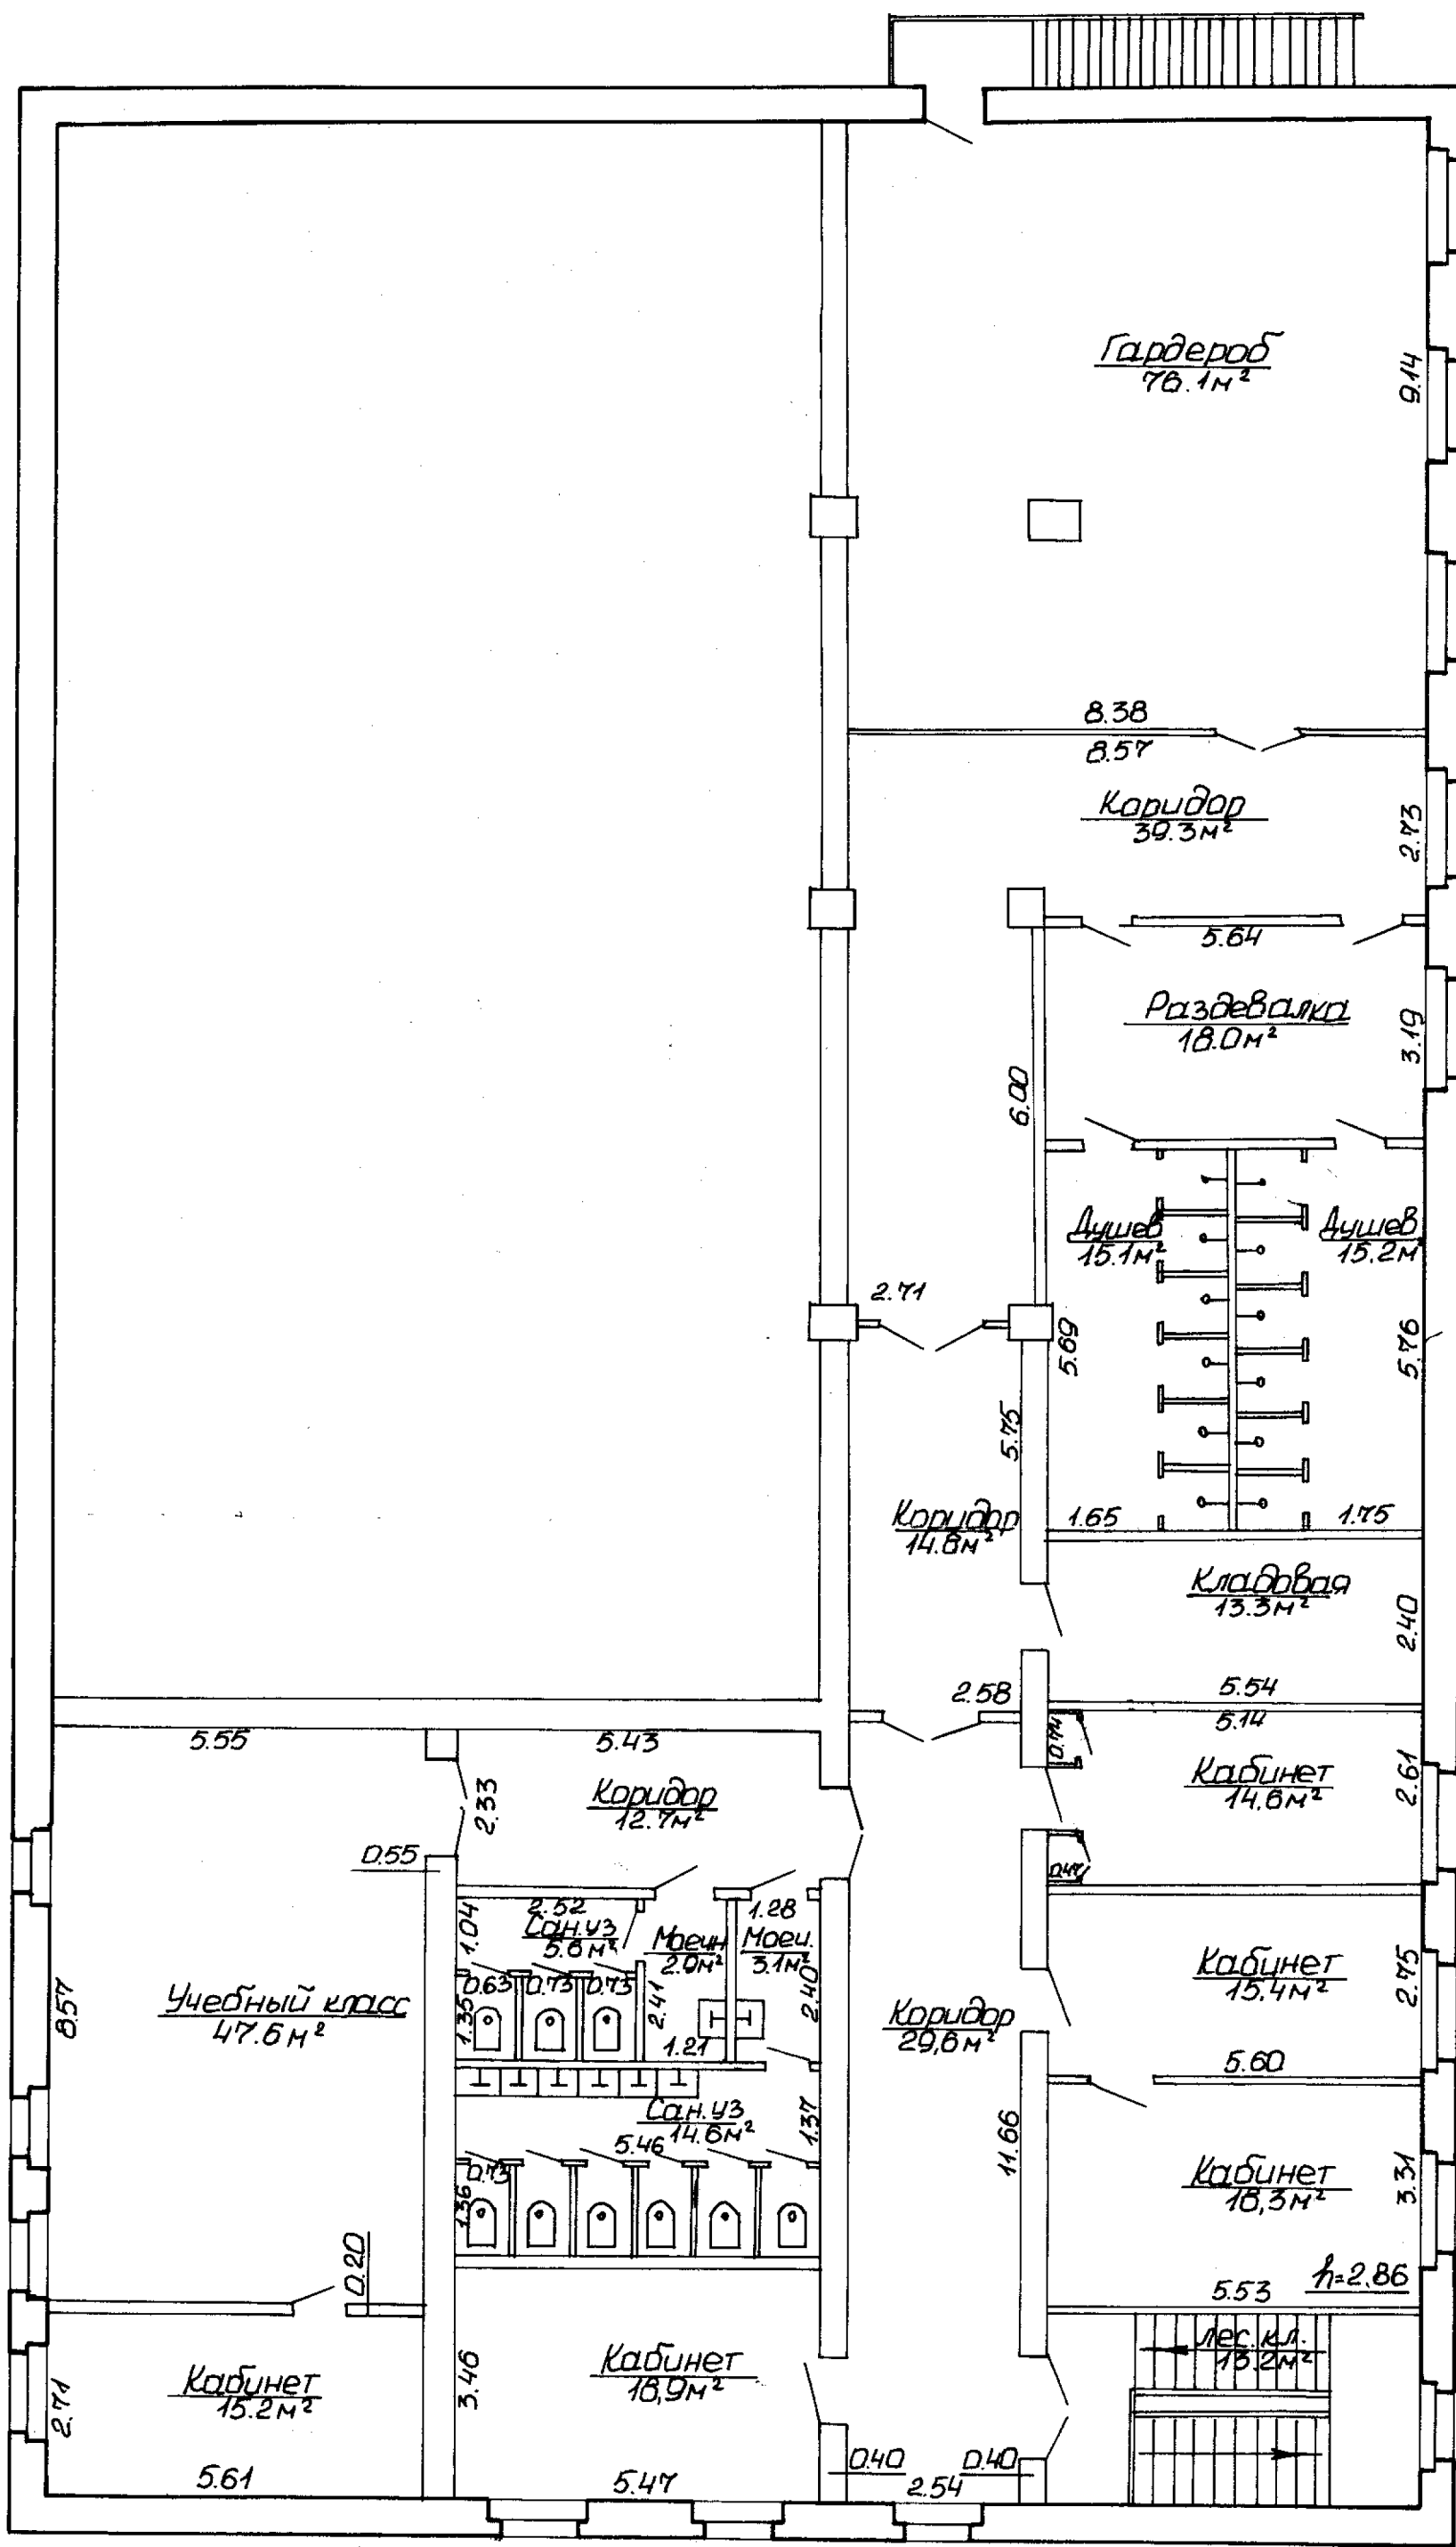 Гардероб
76.1м²
9.14
8.38
8.57
Коридор
39.3м²
2.73
5.64
Раздевалка
18.0м²
3.19
6.00
Душев
15.1м²
Душев
15.2м²
2.71
5.69
5.76
5.75
Коридор
14.8м²
1.65
1.75
Кладовая
13.3м²
2.40
2.58
5.54
5.14
5.55
5.43
0.74
Кабинет
14.6м²
2.61
2.33
Коридор
12.7м²
0.55
0.47
2.52
1.28
1.04
Сан.уз
5.6м²
Моечн
2.9м²
Моеч.
3.1м²
Кабинет
15.4м²
2.75
0.63
0.73
0.73
2.41
2.40
1.35
8.57
Учебный класс
47.6м²
Коридор
29,6м²
1.21
5.60
Сан.уз
14.6м²
1.37
5.46
11.66
0.73
1.36
Кабинет
18,3м²
3.31
0.20
h=2.86
5.53
лес.кл.
13.2м²
Кабинет
15.2м²
2.71
3.46
Кабинет
18,9м²
0.40
0.40
2.54
5.61
5.47